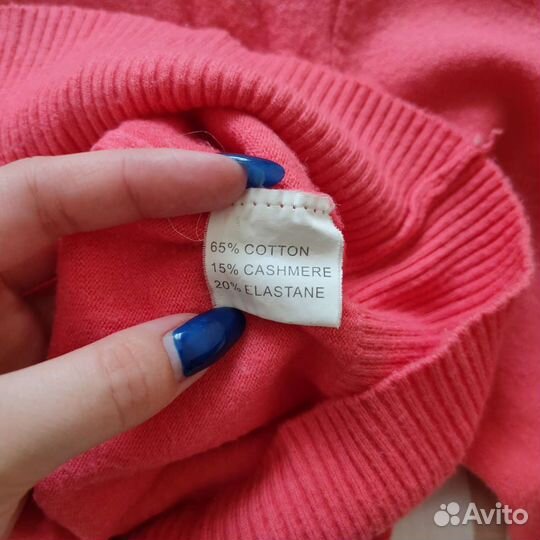 65% COTTON
15% CASHMERE
20% ELASTANE
Avito